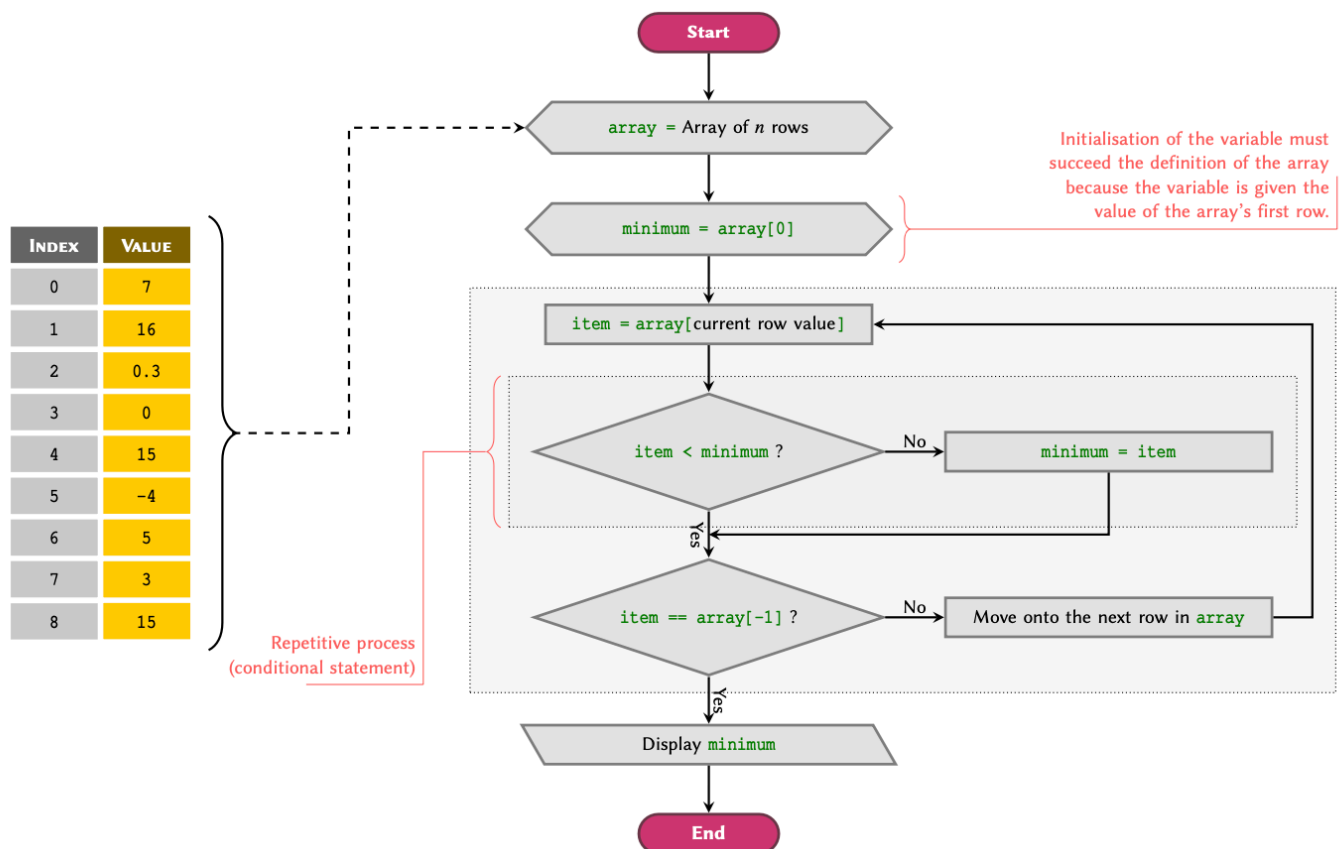 Start
array = Array of n rows
Initialisation of the variable must
succeed the definition of the array
because the variable is given the
value of the array's first row.
minimum = array[0]
INDEX VALUE
0 7
1 16
2 0.3
3 0
4 15
5 -4
6 5
7 3
8 15
item = array[current row value]
item < minimum ?
No
minimum = item
Yes
item == array[-1] ?
No
Move onto the next row in array
Repetitive process
(conditional statement)
Yes
Display minimum
End